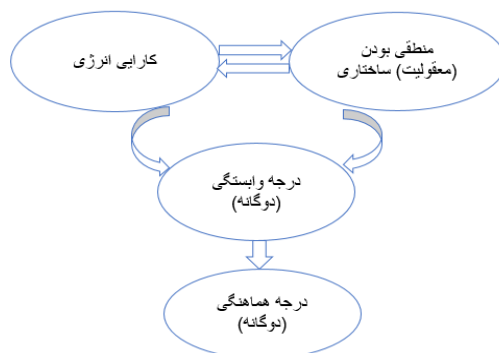 منطقی بودن
(معقولیت) ساختاری
کارایی انرژی
درجه وابستگی
(دوگانه)
درجه هماهنگی
(دوگانه)